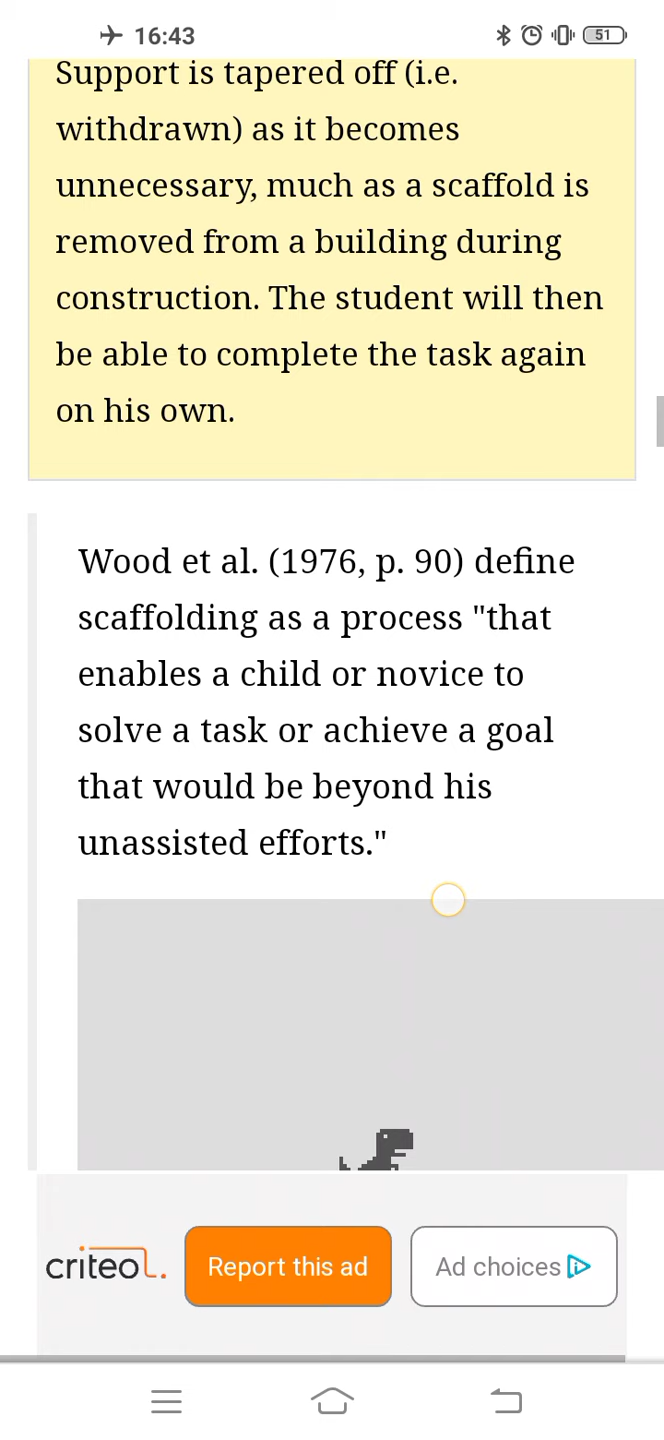 16:43
51
Support is tapered off (i.e.
withdrawn) as it becomes
unnecessary, much as a scaffold is
removed from a building during
construction. The student will then
be able to complete the task again
on his own.
Wood et al. (1976, p. 90) define
scaffolding as a process "that
enables a child or novice to
solve a task or achieve a goal
that would be beyond his
unassisted efforts."
criteol.
Report this ad
Ad choices